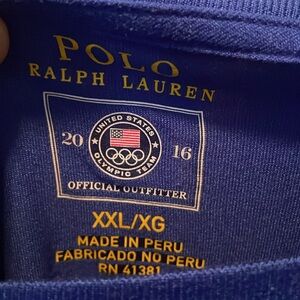 POLO
RALPH LAUREN
UNITED STATES
20 16
OLYMPIC TEAM
OFFICIAL OUTFITTER
XXL/XG
MADE IN PERU
FABRICADO NO PERU
RN 41381